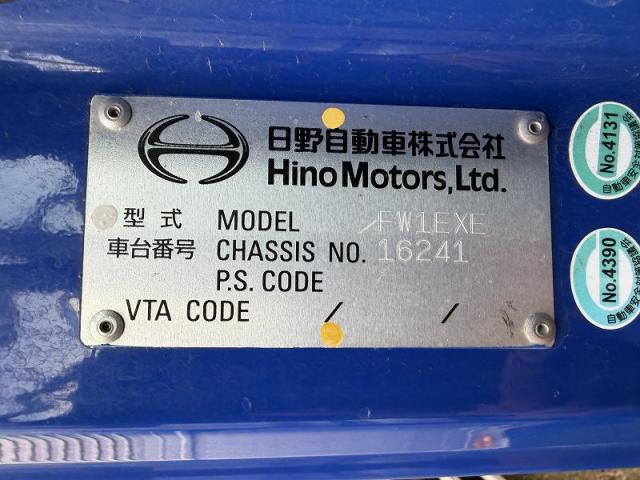 日野自動車株式会社
Hino Motors, Ltd.
型式 MODEL FW1EXE
車台番号 CHASSIS NO. 16241
P.S. CODE
VTA CODE / /
No.4131
No.4390